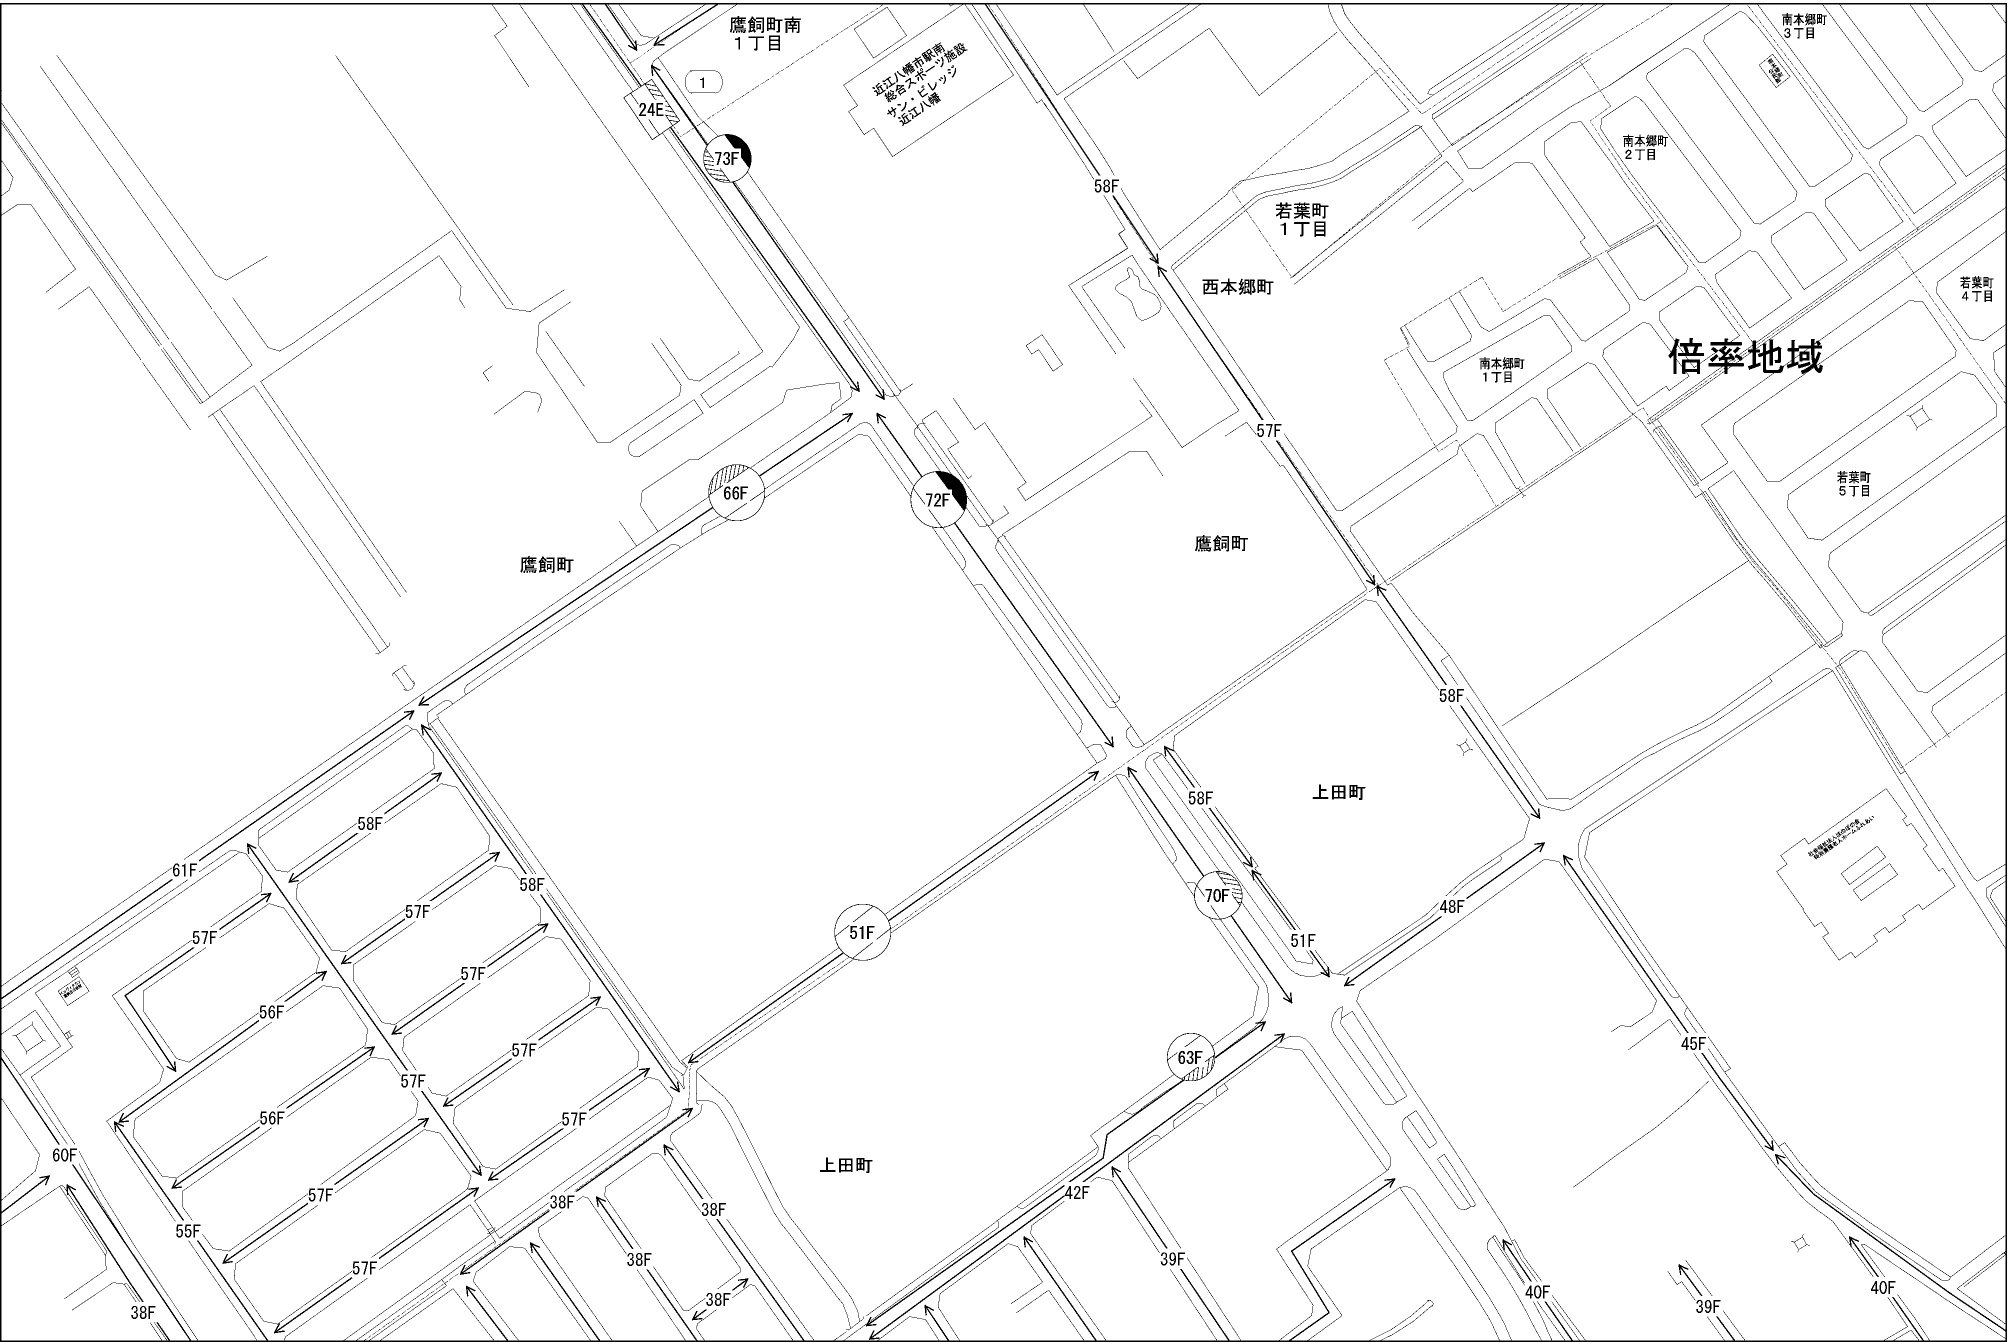 鷹飼町南
1丁目
1
24E
73F
近江八幡市駅南
総合スポーツ施設
サン・ビレッジ
近江八幡
南本郷町
3丁目
南本郷町
2丁目
58F
若葉町
1丁目
西本郷町
若葉町
4丁目
倍率地域
南本郷町
1丁目
57F
若葉町
5丁目
66F
72F
鷹飼町
鷹飼町
58F
上田町
58F
58F
61F
58F
57F
57F
70F
48F
51F
51F
57F
56F
57F
63F
45F
57F
56F
57F
60F
57F
上田町
57F
42F
38F
38F
55F
57F
38F
39F
38F
38F
40F
39F
40F